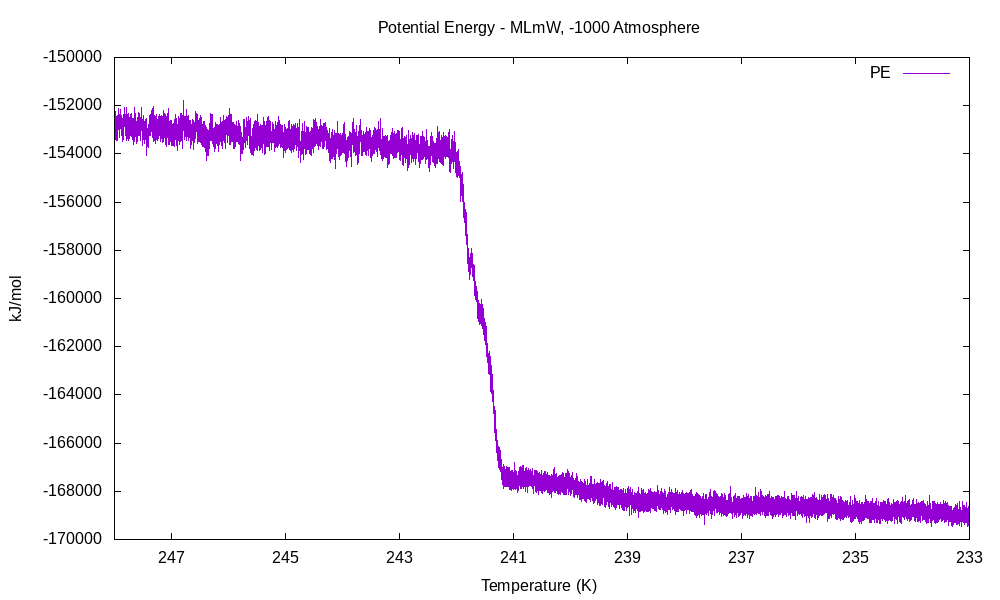 Potential Energy - MLmW, -1000 Atmosphere
PE
-150000
-152000
-154000
-156000
-158000
-160000
-162000
-164000
-166000
-168000
-170000
kJ/mol
247 245 243 241 239 237 235 233
Temperature (K)